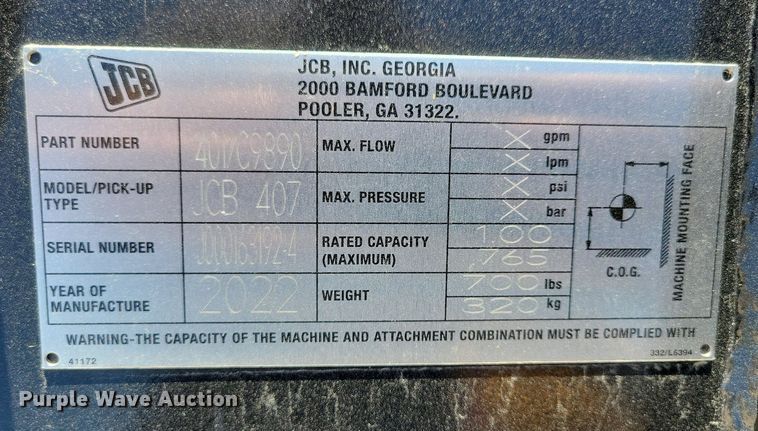 JCB
JCB, INC. GEORGIA
2000 BAMFORD BOULEVARD
POOLER, GA 31322.
PART NUMBER 401/C9890
MAX. FLOW X gpm
X lpm
MODEL/PICK-UP TYPE JCB 407
MAX. PRESSURE X psi
X bar
SERIAL NUMBER
RATED CAPACITY (MAXIMUM) 1.00
.765
YEAR OF MANUFACTURE 2022
WEIGHT 700 lbs
320 kg
C.O.G.
MACHINE MOUNTING FACE
WARNING-THE CAPACITY OF THE MACHINE AND ATTACHMENT COMBINATION MUST BE COMPLIED WITH
41172
332/L6394
Purple Wave Auction